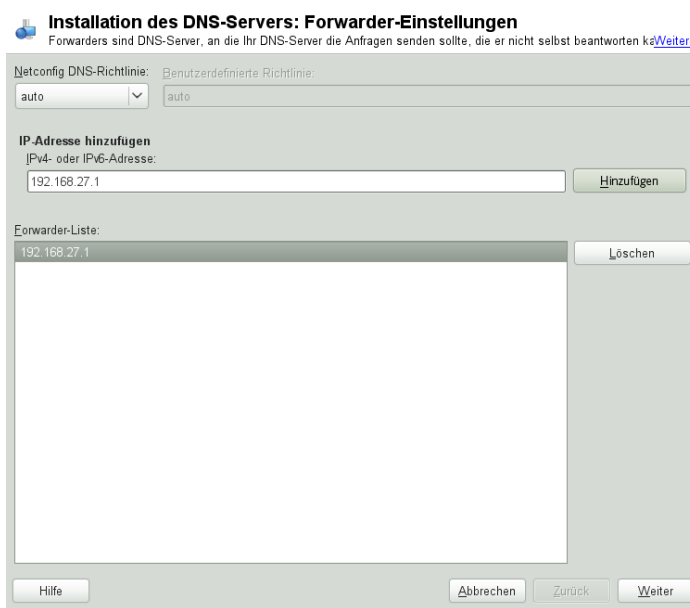 Installation des DNS-Servers: Forwarder-Einstellungen
Forwarders sind DNS-Server, an die Ihr DNS-Server die Anfragen senden sollte, die er nicht selbst beantworten ka Weiter
Netconfig DNS-Richtlinie: Benutzerdefinierte Richtlinie:
auto auto
IP-Adresse hinzufügen
IPv4- oder IPv6-Adresse:
192.168.27.1 Hinzufügen
Forwarder-Liste:
192.168.27.1 Löschen
Hilfe Abbrechen Zurück Weiter